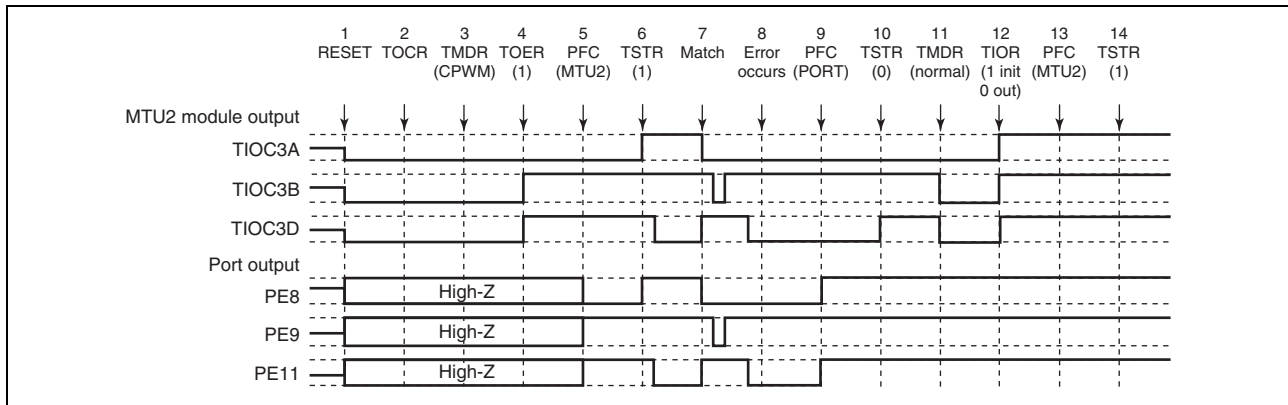 1 2 3 4 5 6 7 8 9 10 11 12 13 14
RESET TOCR TMDR TOER PFC TSTR Match Error PFC TSTR TMDR TIOR PFC TSTR
(CPWM) (1) (MTU2) (1) occurs (PORT) (0) (normal) (1 init (MTU2) (1)
0 out)
MTU2 module output
TIOC3A
TIOC3B
TIOC3D
Port output
PE8 High-Z
PE9 High-Z
PE11 High-Z